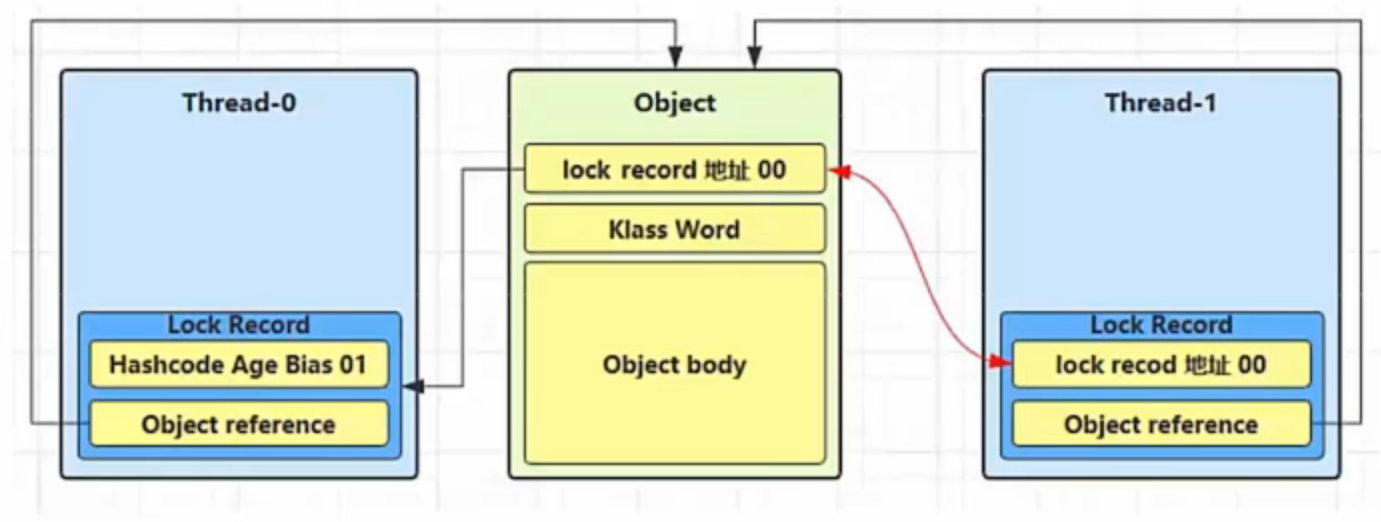 Thread-0
Lock Record
Hashcode Age Bias 01
Object reference
Object
lock record 地址 00
Klass Word
Object body
Thread-1
Lock Record
lock recod 地址 00
Object reference